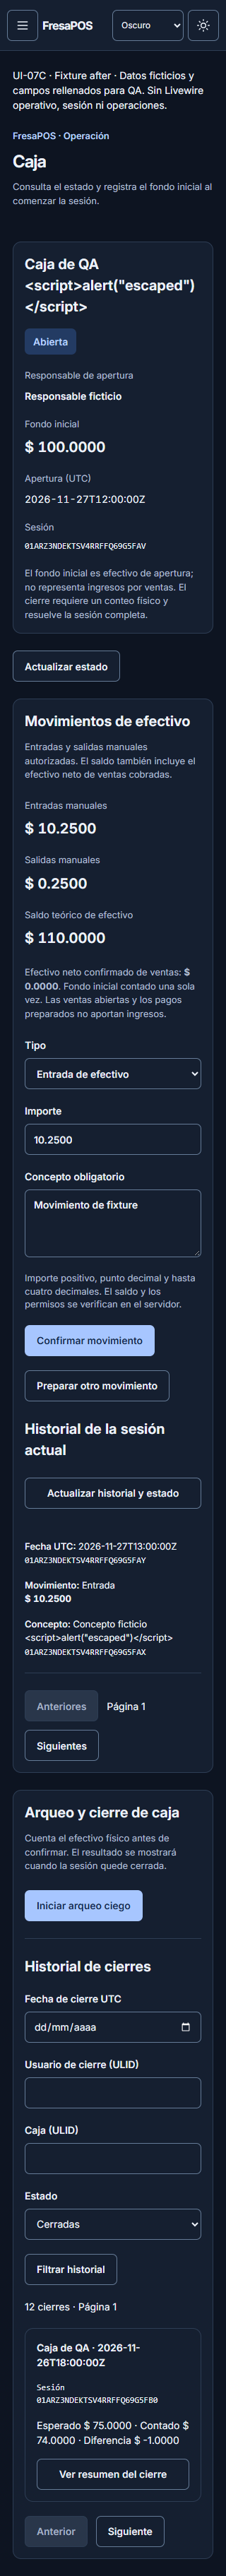 FresaPOS
Oscuro
UI-07C · Fixture after · Datos ficticios y
campos rellenados para QA. Sin Livewire
operativo, sesión ni operaciones.
FresaPOS · Operación
Caja
Consulta el estado y registra el fondo inicial al
comenzar la sesión.
Caja de QA
<script>alert("escaped")
</script>
Abierta
Responsable de apertura
Responsable ficticio
Fondo inicial
$ 100.0000
Apertura (UTC)
2026-11-27T12:00:00Z
Sesión
01ARZ3NDEKTSV4RRFFQ69G5FAV
El fondo inicial es efectivo de apertura;
no representa ingresos por ventas. El
cierre requiere un conteo físico y
resuelve la sesión completa.
Actualizar estado
Movimientos de efectivo
Entradas y salidas manuales
autorizadas. El saldo también incluye el
efectivo neto de ventas cobradas.
Entradas manuales
$ 10.2500
Salidas manuales
$ 0.2500
Saldo teórico de efectivo
$ 110.0000
Efectivo neto confirmado de ventas: $
0.0000. Fondo inicial contado una sola
vez. Las ventas abiertas y los pagos
preparados no aportan ingresos.
Tipo
Entrada de efectivo
Importe
10.2500
Concepto obligatorio
Movimiento de fixture
Importe positivo, punto decimal y hasta
cuatro decimales. El saldo y los
permisos se verifican en el servidor.
Confirmar movimiento
Preparar otro movimiento
Historial de la sesión
actual
Actualizar historial y estado
Fecha UTC: 2026-11-27T13:00:00Z
01ARZ3NDEKTSV4RRFFQ69G5FAY
Movimiento: Entrada
$ 10.2500
Concepto: Concepto ficticio
<script>alert("escaped")</script>
01ARZ3NDEKTSV4RRFFQ69G5FAX
Anteriores
Página 1
Siguientes
Arqueo y cierre de caja
Cuenta el efectivo físico antes de
confirmar. El resultado se mostrará
cuando la sesión quede cerrada.
Iniciar arqueo ciego
Historial de cierres
Fecha de cierre UTC
dd/mm/aaaa
Usuario de cierre (ULID)
Caja (ULID)
Estado
Cerradas
Filtrar historial
12 cierres · Página 1
Caja de QA · 2026-11-
26T18:00:00Z
Sesión
01ARZ3NDEKTSV4RRFFQ69G5FB0
Esperado $ 75.0000 · Contado $
74.0000 · Diferencia $ -1.0000
Ver resumen del cierre
Anterior
Siguiente